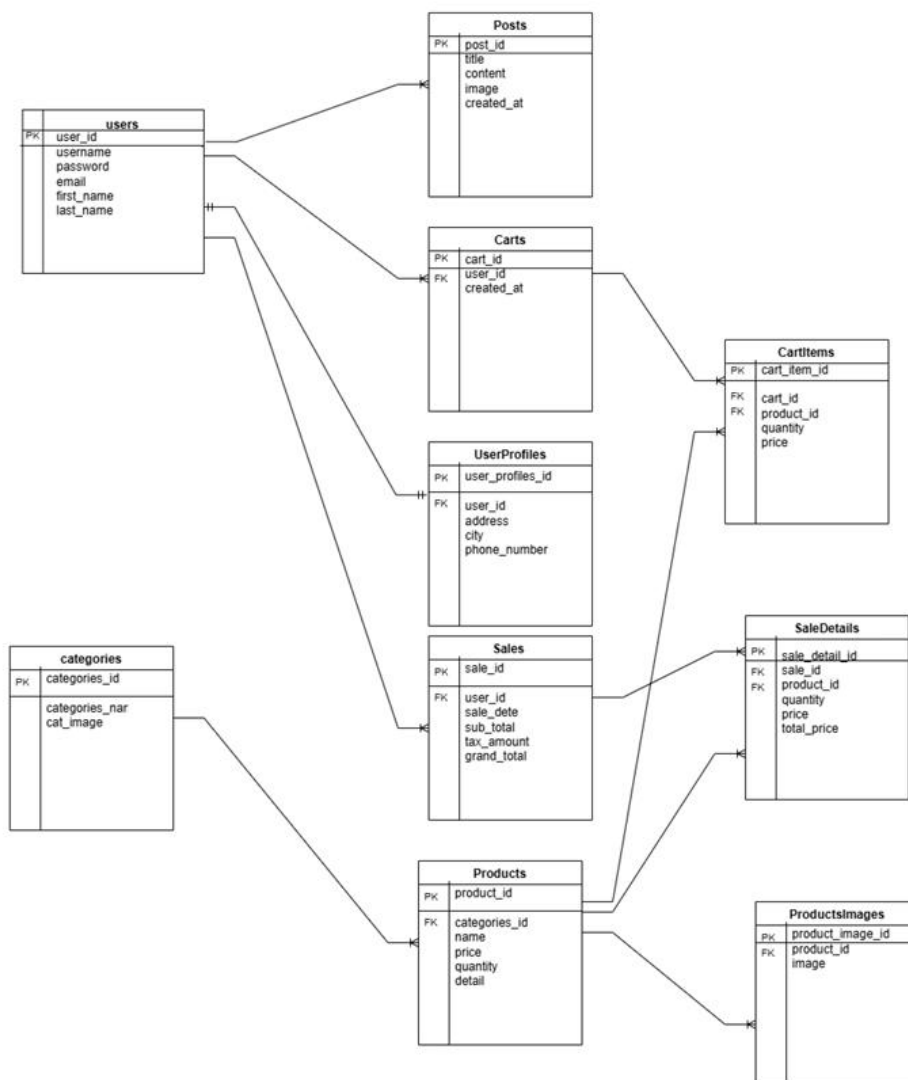 Posts
PK post_id
title
content
image
created_at
users
PK user_id
username
password
email
first_name
last_name
Carts
PK cart_id
FK user_id
created_at
CartItems
PK cart_item_id
FK cart_id
FK product_id
quantity
price
UserProfiles
PK user_profiles_id
FK user_id
address
city
phone_number
categories
PK categories_id
categories_nar
cat_image
Sales
PK sale_id
FK user_id
sale_dete
sub_total
tax_amount
grand_total
SaleDetails
PK sale_detail_id
FK sale_id
FK product_id
quantity
price
total_price
Products
PK product_id
FK categories_id
name
price
quantity
detail
ProductsImages
PK product_image_id
FK product_id
image